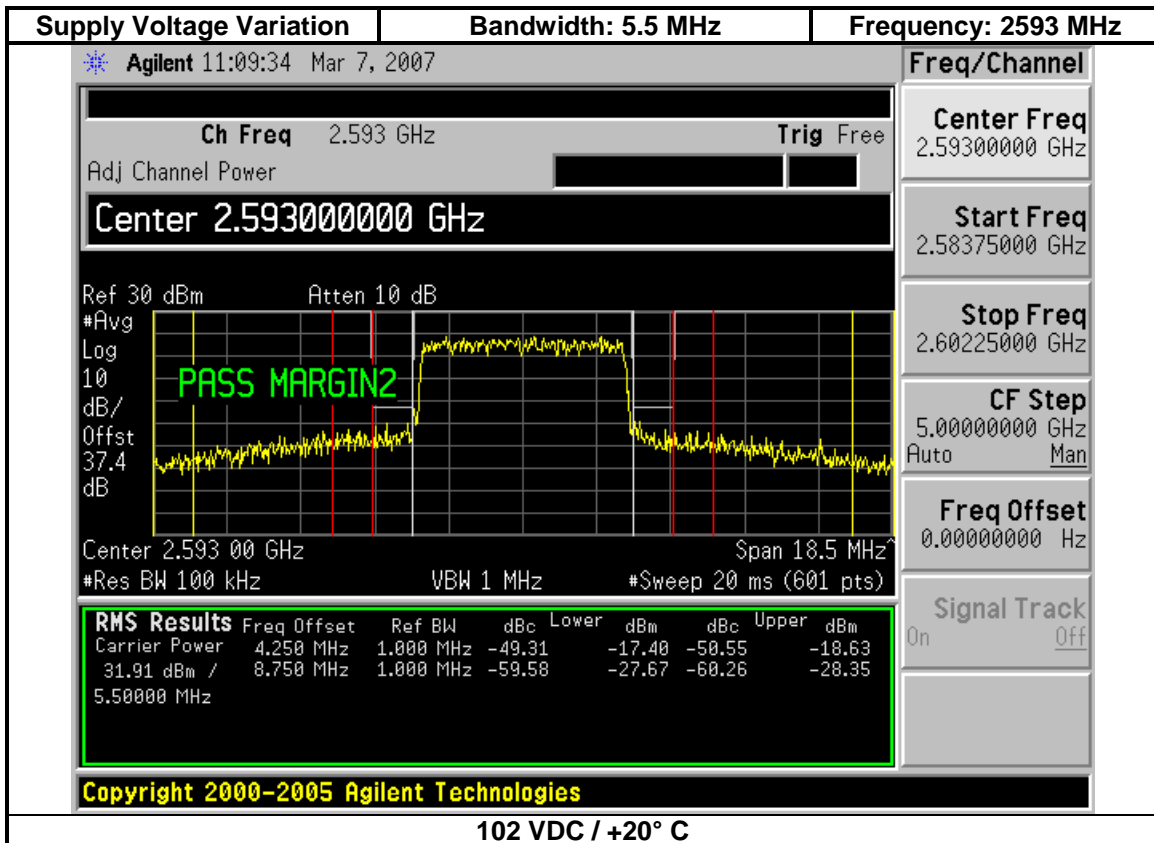 Supply Voltage Variation Bandwidth: 5.5 MHz Frequency: 2593 MHz
Agilent 11:09:34 Mar 7, 2007 Freq/Channel
Ch Freq 2.593 GHz Trig Free
Adj Channel Power
Center 2.593000000 GHz
Ref 30 dBm Atten 10 dB
#Avg
Log
10
dB/
Offst
37.4
dB
PASS MARGIN2
Center 2.593 00 GHz Span 18.5 MHz^
#Res BW 100 kHz VBW 1 MHz #Sweep 20 ms (601 pts)
RMS Results Freq Offset Ref BW dBc Lower dBm dBc Upper dBm
Carrier Power 4.250 MHz 1.000 MHz -49.31 -17.40 -50.55 -18.63
31.91 dBm / 8.750 MHz 1.000 MHz -59.58 -27.67 -60.26 -28.35
5.50000 MHz
Copyright 2000-2005 Agilent Technologies
Center Freq
2.59300000 GHz
Start Freq
2.58375000 GHz
Stop Freq
2.60225000 GHz
CF Step
5.00000000 GHz
Auto Man
Freq Offset
0.00000000 Hz
Signal Track
On Off
102 VDC / +20° C